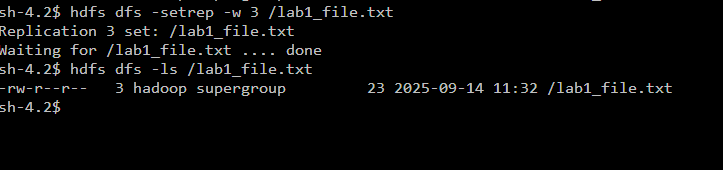 sh-4.2$ hdfs dfs -setrep -w 3 /lab1_file.txt
Replication 3 set: /lab1_file.txt
Waiting for /lab1_file.txt .... done
sh-4.2$ hdfs dfs -ls /lab1_file.txt
-rw-r--r--   3 hadoop supergroup         23 2025-09-14 11:32 /lab1_file.txt
sh-4.2$